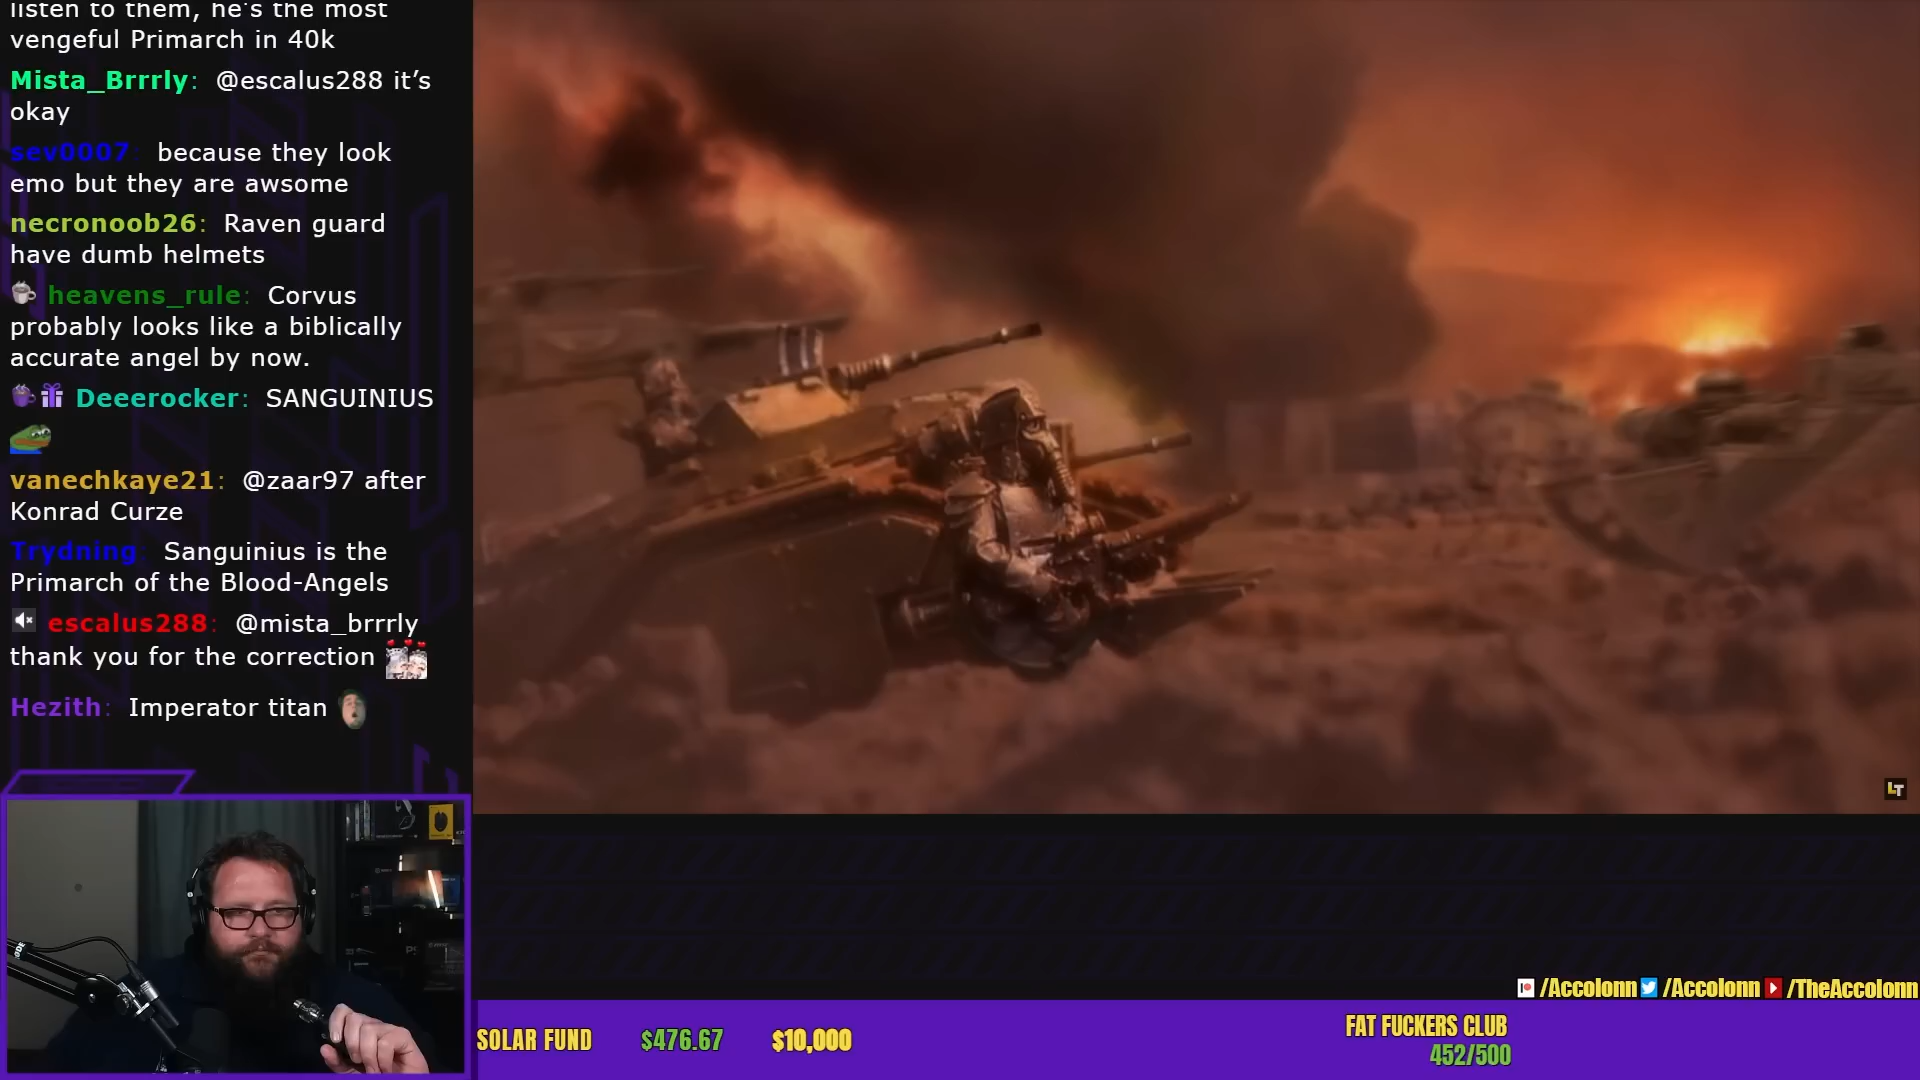 listen to them, he's the most
vengeful Primarch in 40k
Mista_Brrrly: @escalus288 it’s
okay
sev0007: because they look
emo but they are awsome
necronoob26: Raven guard
have dumb helmets
heavens_rule: Corvus
probably looks like a biblically
accurate angel by now.
Deeerocker: SANGUINIUS
vanechkaye21: @zaar97 after
Konrad Curze
Trydning: Sanguinius is the
Primarch of the Blood-Angels
escalus288: @mista_brrrly
thank you for the correction
Hezith: Imperator titan
LT
/Accolonn /Accolonn /TheAccolonn
SOLAR FUND $476.67 $10,000
FAT FUCKERS CLUB
452/500